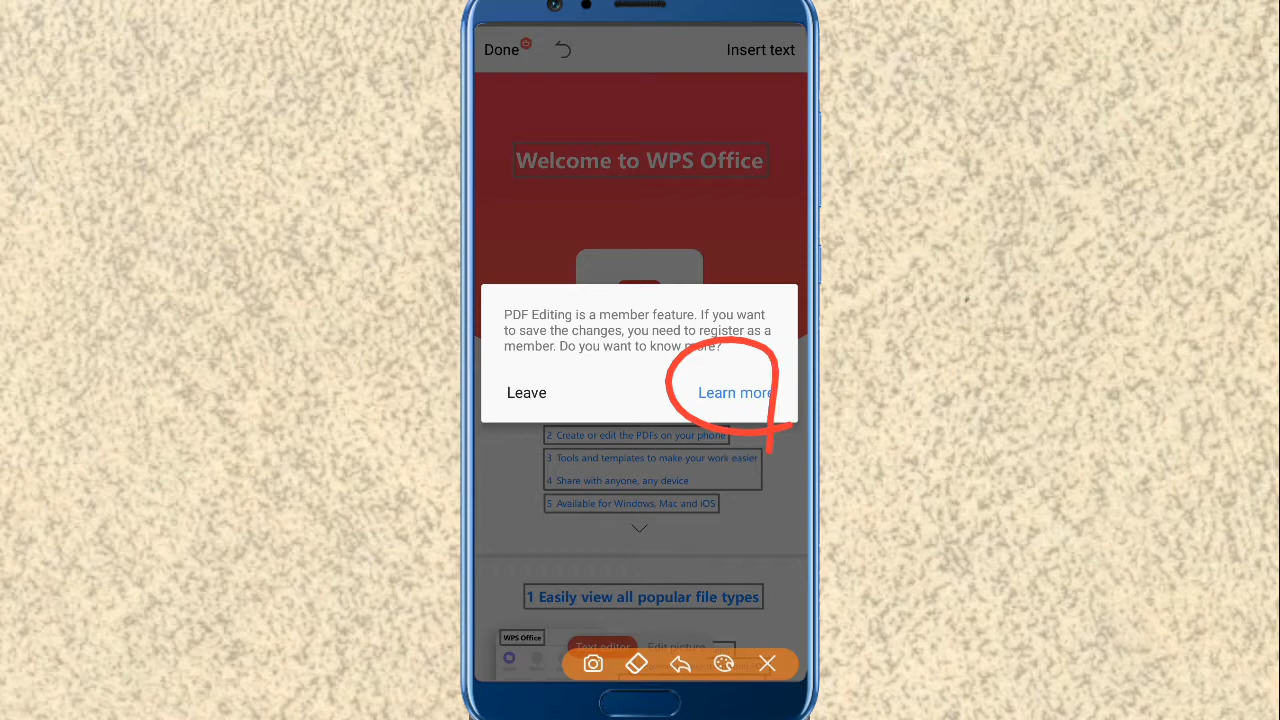 Done
Insert text
Welcome to WPS Office
PDF Editing is a member feature. If you want
to save the changes, you need to register as a
member. Do you want to know more?
Leave
Learn more
2 Create or edit the PDFs on your phone
3 Tools and templates to make your work easier
4 Share with anyone, any device
5 Available for Windows, Mac and iOS
1 Easily view all popular file types
WPS Office
Text editor
Edit picture